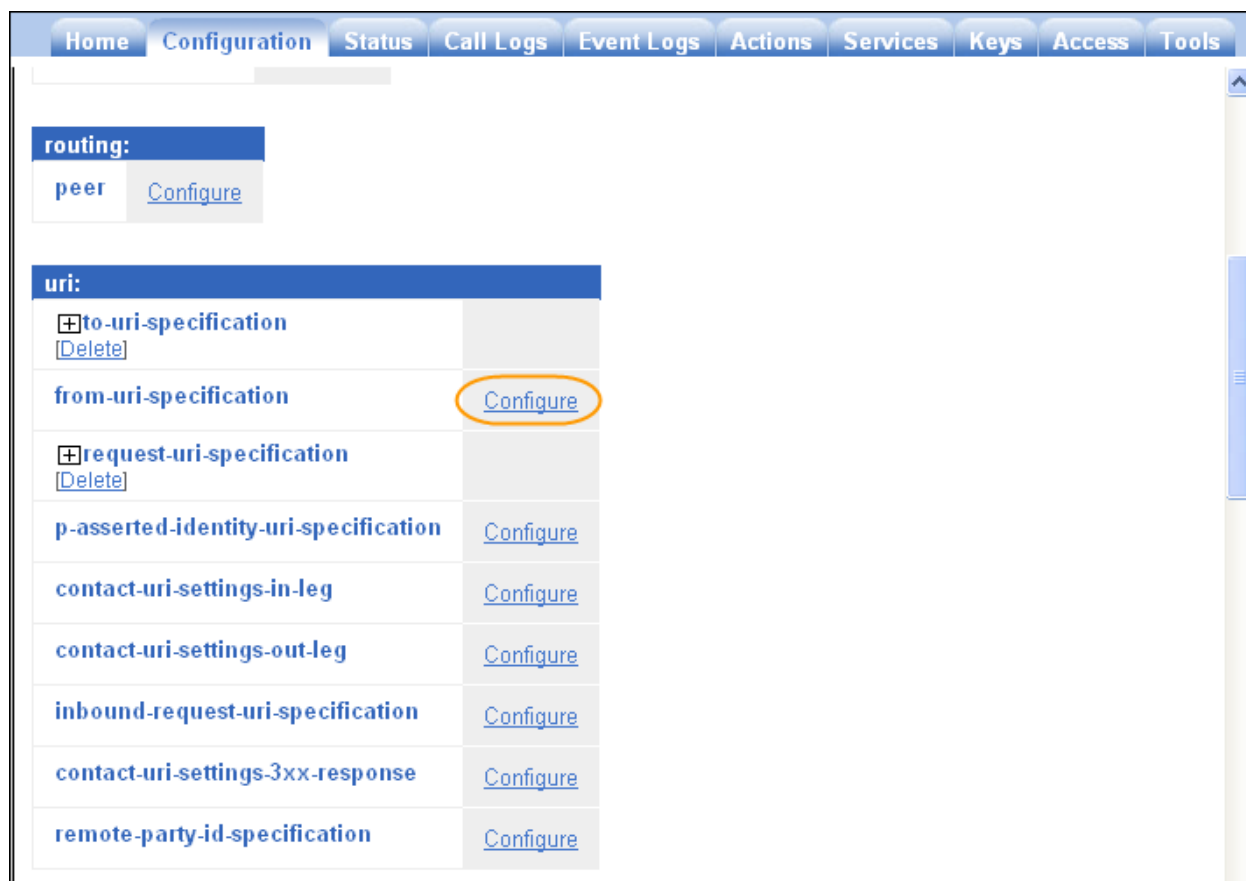 Home Configuration Status Call Logs Event Logs Actions Services Keys Access Tools
routing:
peer Configure
uri:
to-uri-specification
[Delete]
from-uri-specification Configure
request-uri-specification
[Delete]
p-asserted-identity-uri-specification Configure
contact-uri-settings-in-leg Configure
contact-uri-settings-out-leg Configure
inbound-request-uri-specification Configure
contact-uri-settings-3xx-response Configure
remote-party-id-specification Configure